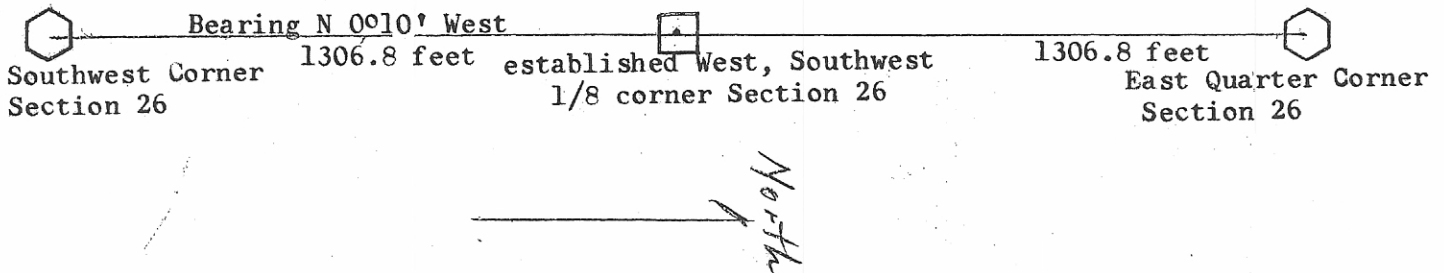 Bearing N 0°10' West
1306.8 feet
Southwest Corner
Section 26
established West, Southwest
1/8 corner Section 26
1306.8 feet
East Quarter Corner
Section 26
North